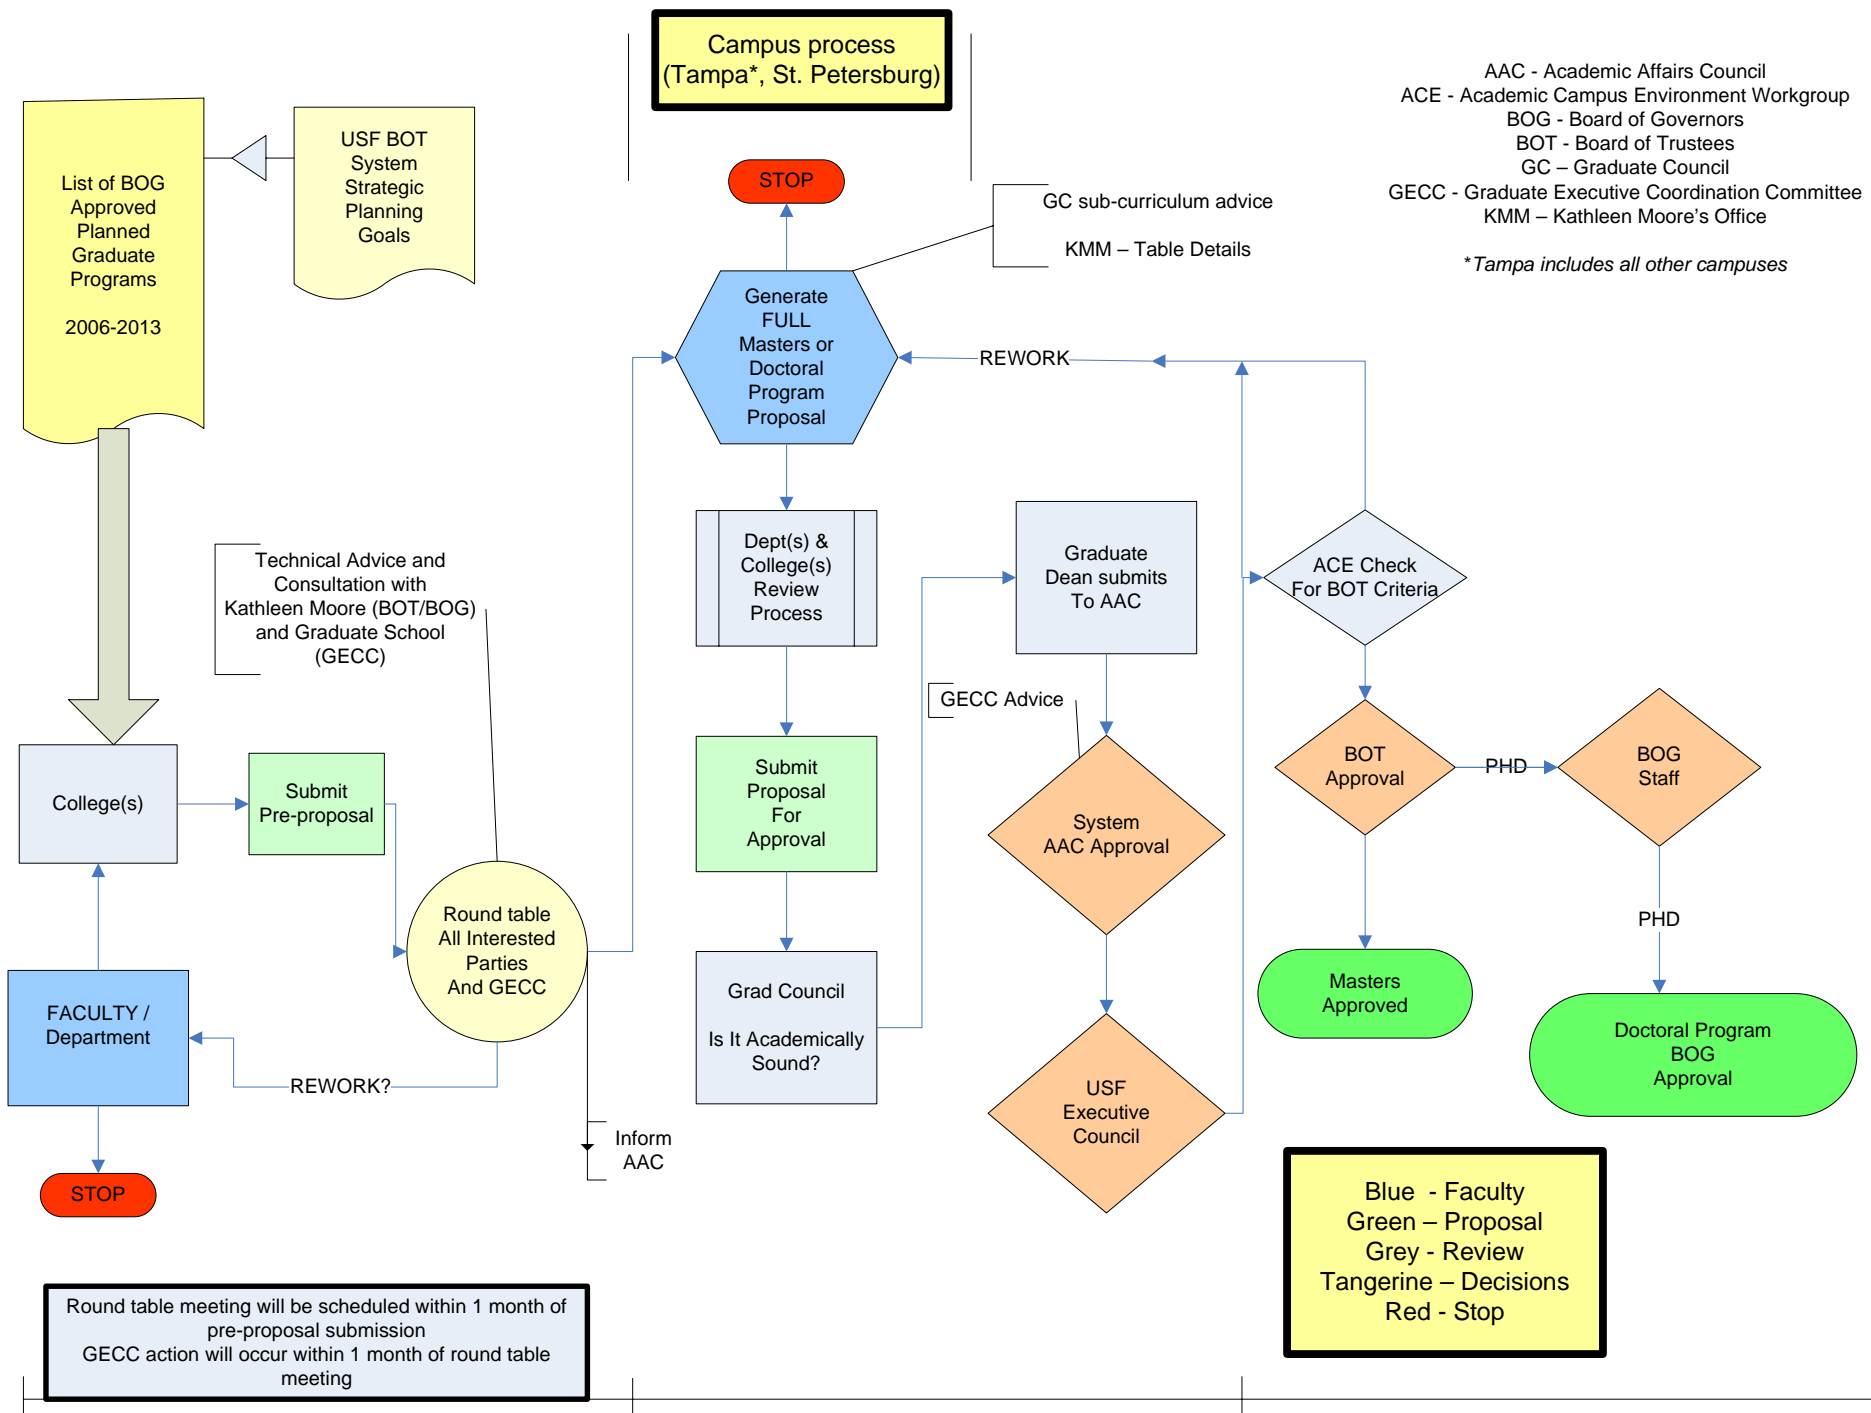 Campus process
(Tampa*, St. Petersburg)
AAC - Academic Affairs Council
ACE - Academic Campus Environment Workgroup
BOG - Board of Governors
BOT - Board of Trustees
GC – Graduate Council
GECC - Graduate Executive Coordination Committee
KMM – Kathleen Moore's Office
*Tampa includes all other campuses
List of BOG
Approved
Planned
Graduate
Programs
2006-2013
USF BOT
System
Strategic
Planning
Goals
STOP
GC sub-curriculum advice
KMM – Table Details
Generate
FULL
Masters or
Doctoral
Program
Proposal
REWORK
Technical Advice and
Consultation with
Kathleen Moore (BOT/BOG)
and Graduate School
(GECC)
Dept(s) &
College(s)
Review
Process
Graduate
Dean submits
To AAC
ACE Check
For BOT Criteria
GECC Advice
College(s)
Submit
Pre-proposal
Submit
Proposal
For
Approval
System
AAC Approval
BOT
Approval
PHD
BOG
Staff
PHD
Round table
All Interested
Parties
And GECC
FACULTY /
Department
REWORK?
Grad Council
Is It Academically
Sound?
Masters
Approved
Doctoral Program
BOG
Approval
USF
Executive
Council
Inform
AAC
STOP
Blue  - Faculty
Green – Proposal
Grey - Review
Tangerine – Decisions
Red - Stop
Round table meeting will be scheduled within 1 month of
pre-proposal submission
GECC action will occur within 1 month of round table
meeting